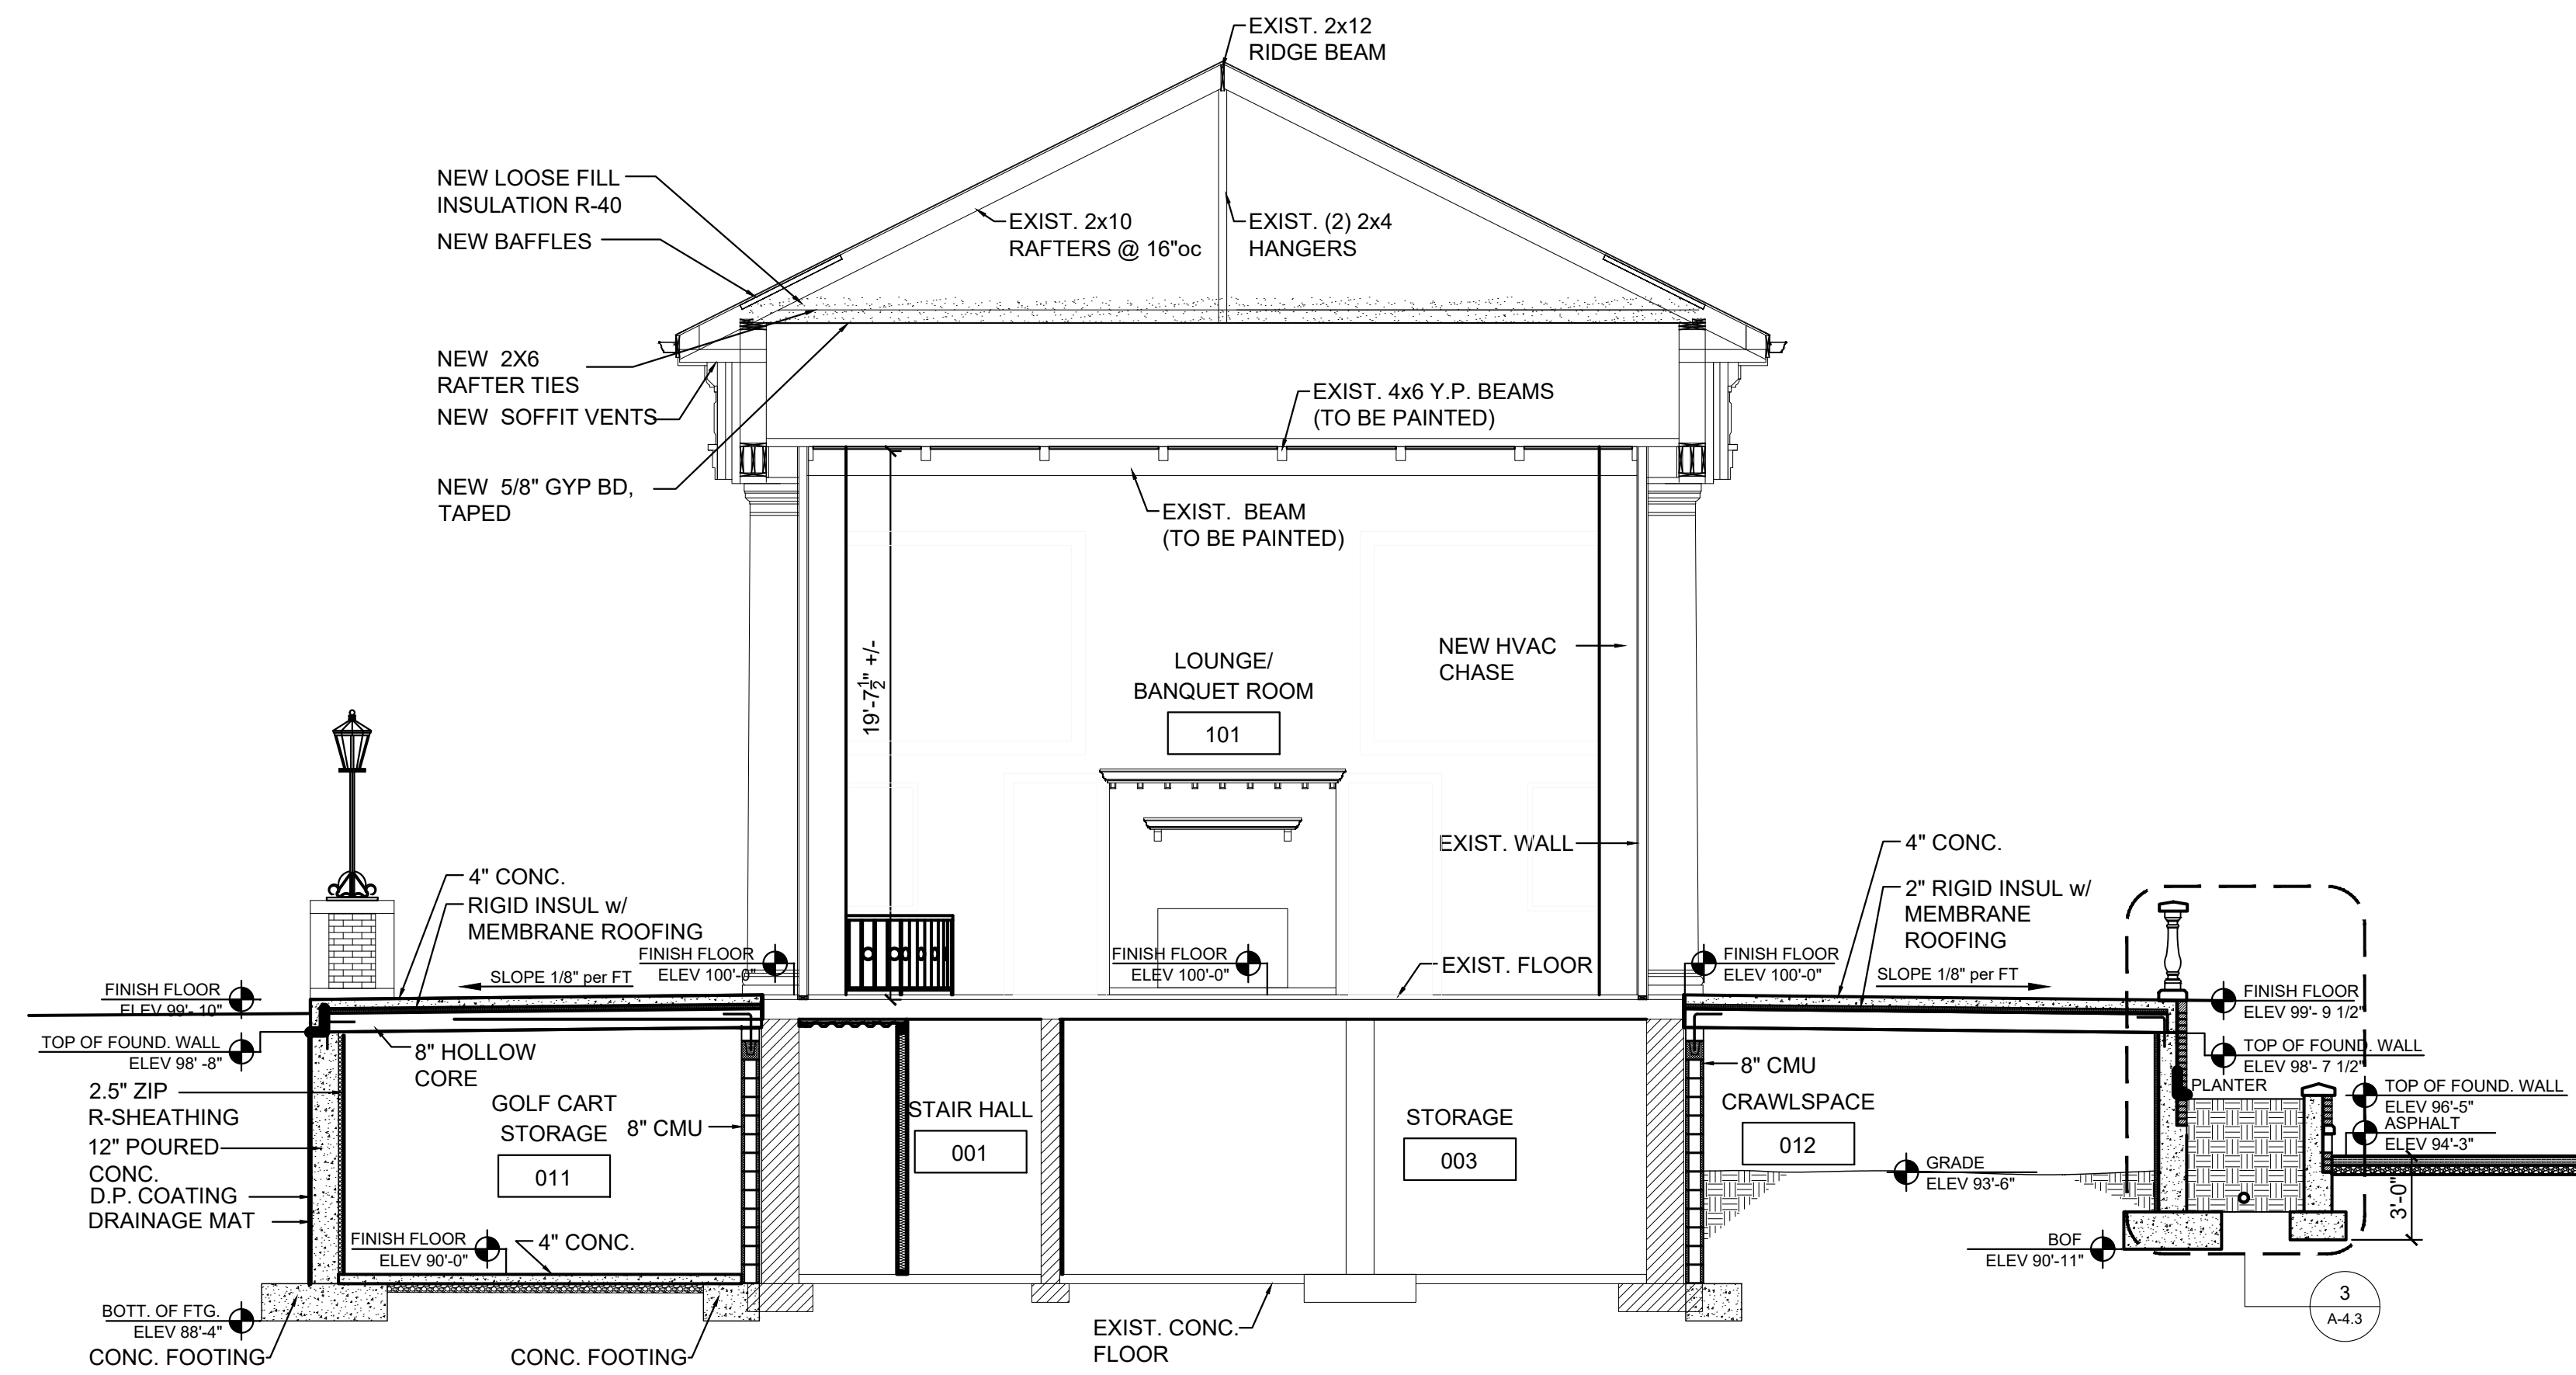 EXIST. 2x12
RIDGE BEAM
NEW LOOSE FILL
INSULATION R-40
NEW BAFFLES
EXIST. 2x10
RAFTERS @ 16"oc
EXIST. (2) 2x4
HANGERS
NEW 2X6
RAFTER TIES
NEW SOFFIT VENTS
EXIST. 4x6 Y.P. BEAMS
(TO BE PAINTED)
NEW 5/8" GYP BD,
TAPED
EXIST. BEAM
(TO BE PAINTED)
19'-7 1/2" +/-
LOUNGE/
BANQUET ROOM
101
NEW HVAC
CHASE
EXIST. WALL
4" CONC.
RIGID INSUL w/
MEMBRANE ROOFING
4" CONC.
2" RIGID INSUL w/
MEMBRANE
ROOFING
FINISH FLOOR
ELEV 100'-0"
FINISH FLOOR
ELEV 100'-0"
EXIST. FLOOR
FINISH FLOOR
ELEV 100'-0"
SLOPE 1/8" per FT
SLOPE 1/8" per FT
FINISH FLOOR
ELEV 99'- 10"
FINISH FLOOR
ELEV 99'- 9 1/2"
TOP OF FOUND. WALL
ELEV 98' -8"
8" HOLLOW
CORE
TOP OF FOUND. WALL
ELEV 98'- 7 1/2"
2.5" ZIP
R-SHEATHING
12" POURED
CONC.
D.P. COATING
DRAINAGE MAT
GOLF CART
STORAGE
011
8" CMU
STAIR HALL
001
STORAGE
003
8" CMU
CRAWLSPACE
012
PLANTER
TOP OF FOUND. WALL
ELEV 96'-5"
ASPHALT
ELEV 94'-3"
GRADE
ELEV 93'-6"
3'-0"
FINISH FLOOR
ELEV 90'-0"
4" CONC.
BOF
ELEV 90'-11"
BOTT. OF FTG.
ELEV 88'-4"
CONC. FOOTING
CONC. FOOTING
EXIST. CONC.
FLOOR
3
A-4.3